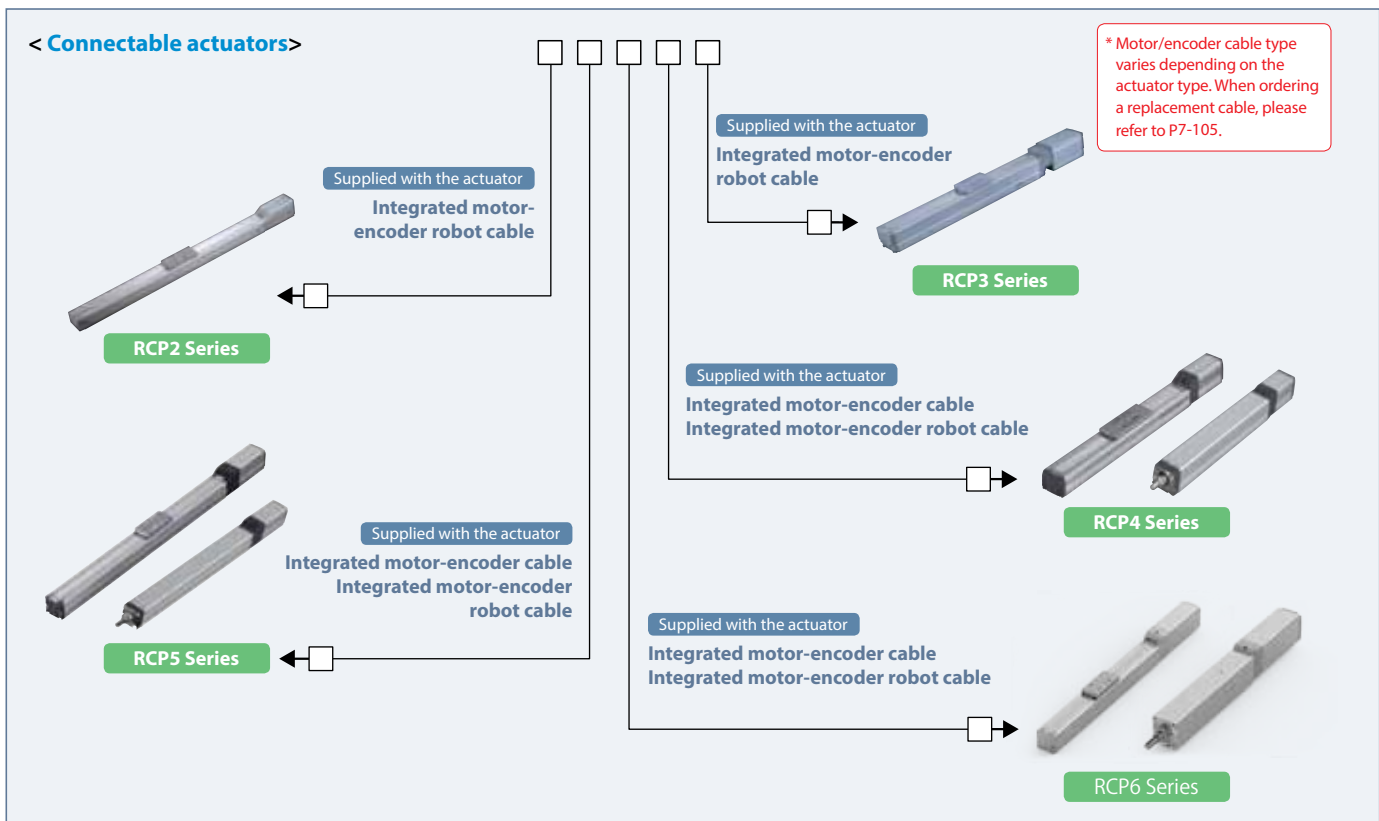 < Connectable actuators>
* Motor/encoder cable type
varies depending on the
actuator type. When ordering
a replacement cable, please
refer to P7-105.
Supplied with the actuator
Integrated motor-encoder
robot cable
RCP3 Series
Supplied with the actuator
Integrated motor-
encoder robot cable
RCP2 Series
Supplied with the actuator
Integrated motor-encoder cable
Integrated motor-encoder robot cable
RCP4 Series
Supplied with the actuator
Integrated motor-encoder cable
Integrated motor-encoder
robot cable
RCP5 Series
Supplied with the actuator
Integrated motor-encoder cable
Integrated motor-encoder robot cable
RCP6 Series